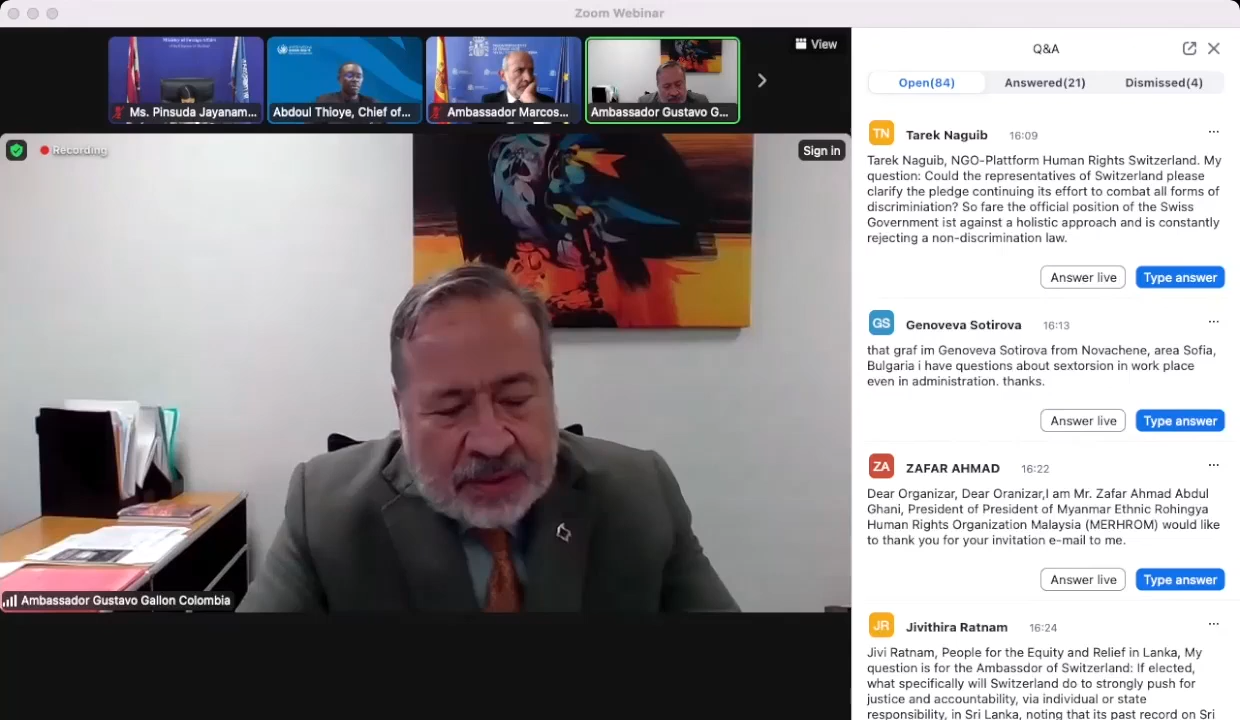 Zoom Webinar
Ministry of Foreign Affairs
Ms. Pinsuda Jayanam...
Abdoul Thioye, Chief of...
Ambassador Marcos...
Ambassador Gustavo G...
View
Recording
Sign in
Ambassador Gustavo Gallon Colombia
Q&A
Open(84)
Answered(21)
Dismissed(4)
TN
Tarek Naguib 16:09
Tarek Naguib, NGO-Plattform Human Rights Switzerland. My
question: Could the representatives of Switzerland please
clarify the pledge continuing its effort to combat all forms of
discriminiation? So fare the official position of the Swiss
Government ist against a holistic approach and is constantly
rejecting a non-discrimination law.
Answer live
Type answer
GS
Genoveva Sotirova 16:13
that graf im Genoveva Sotirova from Novachene, area Sofia,
Bulgaria i have questions about sextorsion in work place
even in administration. thanks.
Answer live
Type answer
ZA
ZAFAR AHMAD 16:22
Dear Organizar, Dear Oranizar,I am Mr. Zafar Ahmad Abdul
Ghani, President of President of Myanmar Ethnic Rohingya
Human Rights Organization Malaysia (MERHROM) would like
to thank you for your invitation e-mail to me.
Answer live
Type answer
JR
Jivithira Ratnam 16:24
Jivi Ratnam, People for the Equity and Relief in Lanka, My
question is for the Ambassdor of Switzerland: If elected,
what specifically will Switzerland do to strongly push for
justice and accountability, via individual or state
responsibility, in Sri Lanka, noting that its past record on Sri